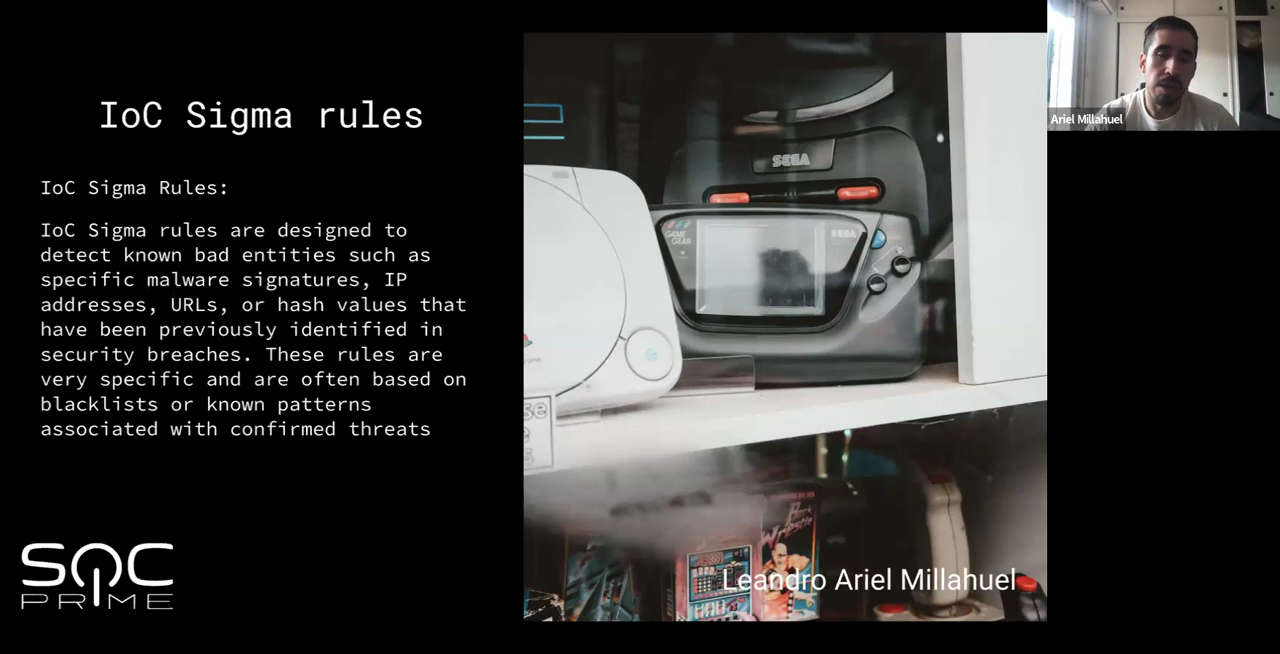 IoC Sigma rules
IoC Sigma Rules:
IoC Sigma rules are designed to
detect known bad entities such as
specific malware signatures, IP
addresses, URLs, or hash values that
have been previously identified in
security breaches. These rules are
very specific and are often based on
blacklists or known patterns
associated with confirmed threats
SOC
PRIME
SEGA
GAME
GEAR
SEGA
Leandro Ariel Millahuel
Ariel Millahuel